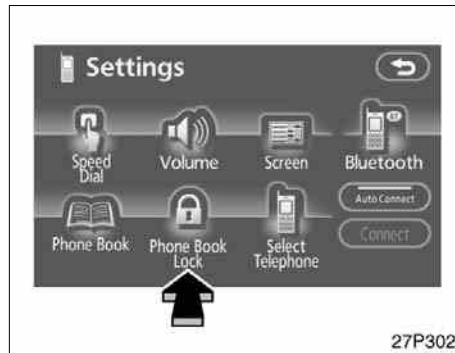 Settings
Speed
Dial
Volume
Screen
Bluetooth
Auto Connect
Connect
Phone Book
Phone Book
Lock
Select
Telephone
27P302